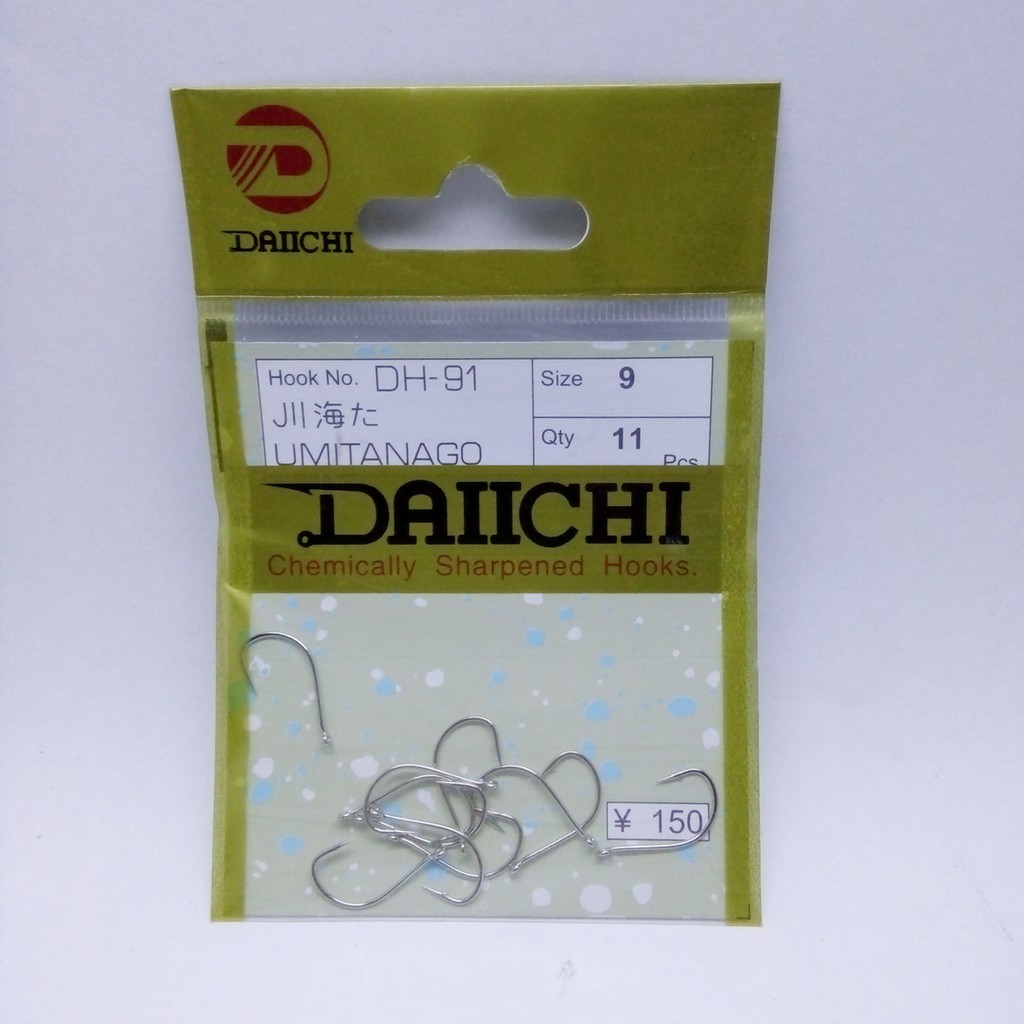 DAIICHI
Hook No. DH-91
川海た
UMITANAGO
Size 9
Qty 11
Pcs
DAIICHI
Chemically Sharpened Hooks.
¥ 150